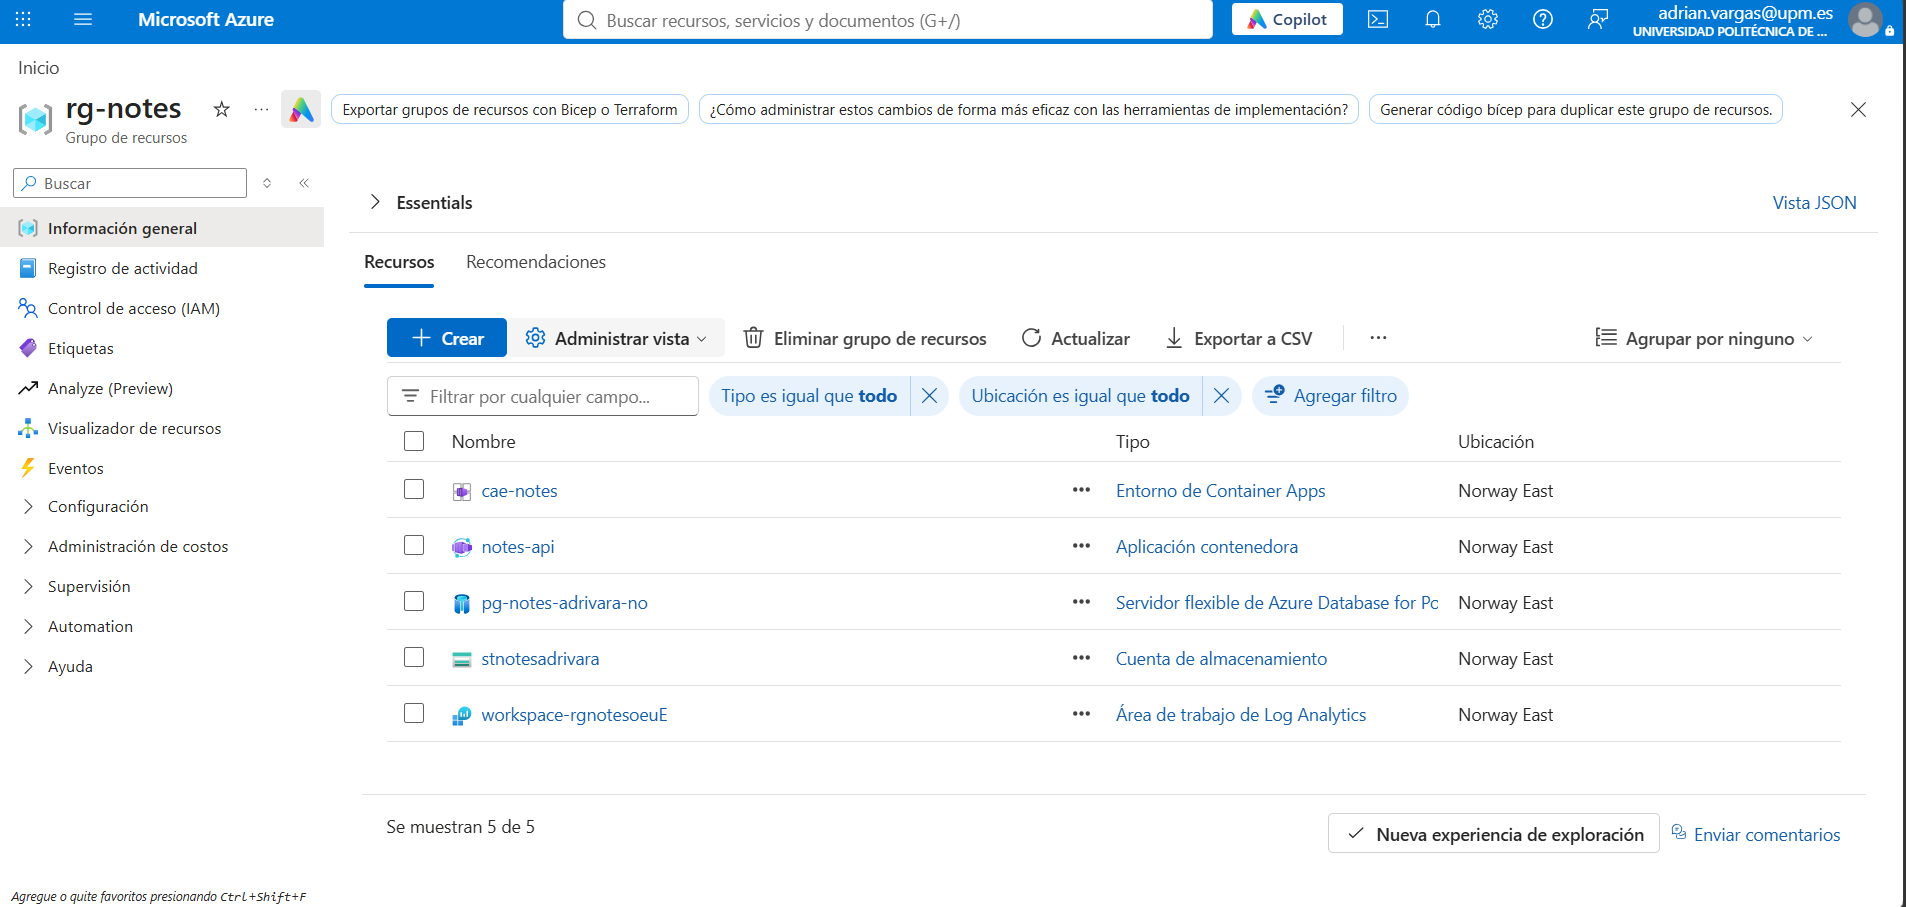 Microsoft Azure
Buscar recursos, servicios y documentos (G+/)
Copilot
adrian.vargas@upm.es
UNIVERSIDAD POLITÉCNICA DE ...
Inicio
rg-notes
Grupo de recursos
Exportar grupos de recursos con Bicep o Terraform
¿Cómo administrar estos cambios de forma más eficaz con las herramientas de implementación?
Generar código bícep para duplicar este grupo de recursos.
Buscar
Información general
Registro de actividad
Control de acceso (IAM)
Etiquetas
Analyze (Preview)
Visualizador de recursos
Eventos
Configuración
Administración de costos
Supervisión
Automation
Ayuda
Essentials
Vista JSON
Recursos
Recomendaciones
Crear
Administrar vista
Eliminar grupo de recursos
Actualizar
Exportar a CSV
Agrupar por ninguno
Filtrar por cualquier campo...
Tipo es igual que todo
Ubicación es igual que todo
Agregar filtro
Nombre Tipo Ubicación
cae-notes Entorno de Container Apps Norway East
notes-api Aplicación contenedora Norway East
pg-notes-adrivara-no Servidor flexible de Azure Database for Po Norway East
stnotesadrivara Cuenta de almacenamiento Norway East
workspace-rgnotesoeuE Área de trabajo de Log Analytics Norway East
Se muestran 5 de 5
Nueva experiencia de exploración
Enviar comentarios
Agregue o quite favoritos presionando Ctrl+Shift+F